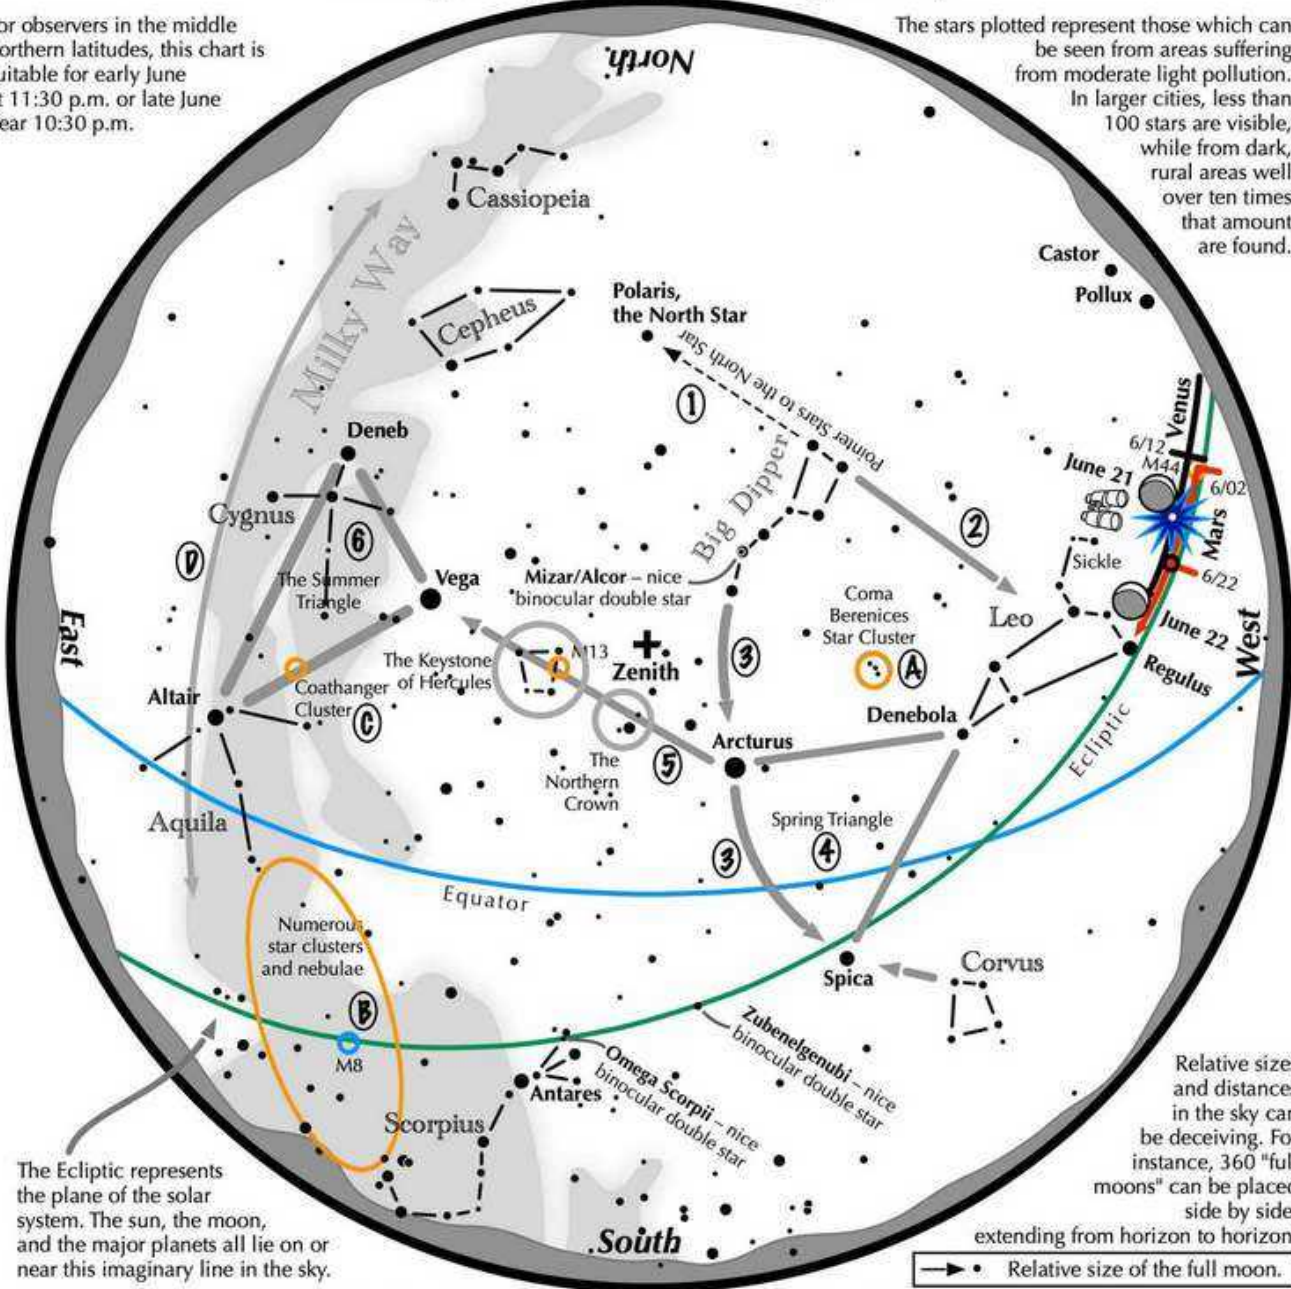 or observers in the middle
orthern latitudes, this chart is
uitable for early June
t 11:30 p.m. or late June
ear 10:30 p.m.
The stars plotted represent those which can
be seen from areas suffering
from moderate light pollution.
In larger cities, less than
100 stars are visible,
while from dark,
rural areas well
over ten times
that amount
are found.
North
Cassiopeia
Milky Way
Cepheus
Polaris,
the North Star
Castor
Pollux
Pointer Stars to the North Star
1
Deneb
Big Dipper
2
Venus
6/12
M44
June 21
6/02
Mars
Sickle
6/22
June 22
Cygnus
6
D
The Summer
Triangle
Vega
Mizar/Alcor – nice
binocular double star
Coma
Berenices
Star Cluster
A
Leo
East
West
The Keystone
of Hercules
M13
Zenith
3
Regulus
Altair
Coathanger
Cluster
C
Denebola
Arcturus
The
Northern
Crown
5
Ecliptic
Aquila
Spring Triangle
4
3
Equator
Numerous
star clusters
and nebulae
B
M8
Spica
Corvus
Zubenelgenubi – nice
binocular double star
Omega Scorpii – nice
binocular double star
Antares
Scorpius
South
The Ecliptic represents
the plane of the solar
system. The sun, the moon,
and the major planets all lie on or
near this imaginary line in the sky.
Relative size
and distance
in the sky car
be deceiving. Fo
instance, 360 "ful
moons" can be placed
side by side
extending from horizon to horizon
Relative size of the full moon.